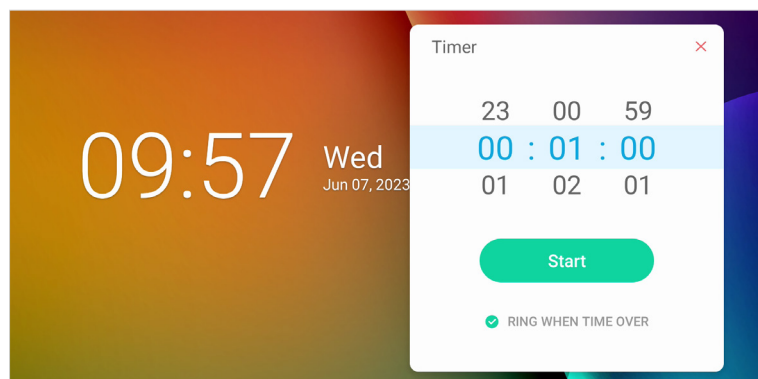 09:57
Wed
Jun 07, 2023
Timer
23 00 59
00 : 01 : 00
01 02 01
Start
RING WHEN TIME OVER